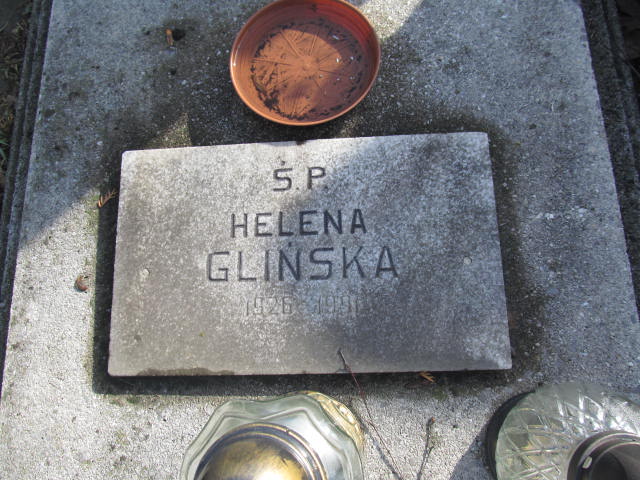 Ś.P.
HELENA
GLIŃSKA
1926 1991